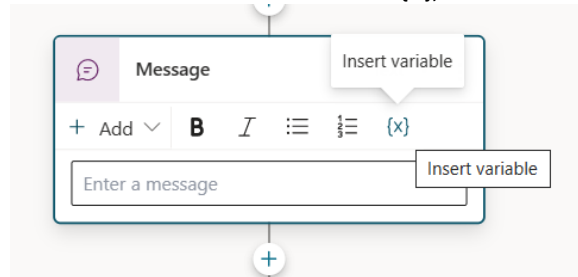 Message
Insert variable
+ Add B I {x}
Enter a message
Insert variable